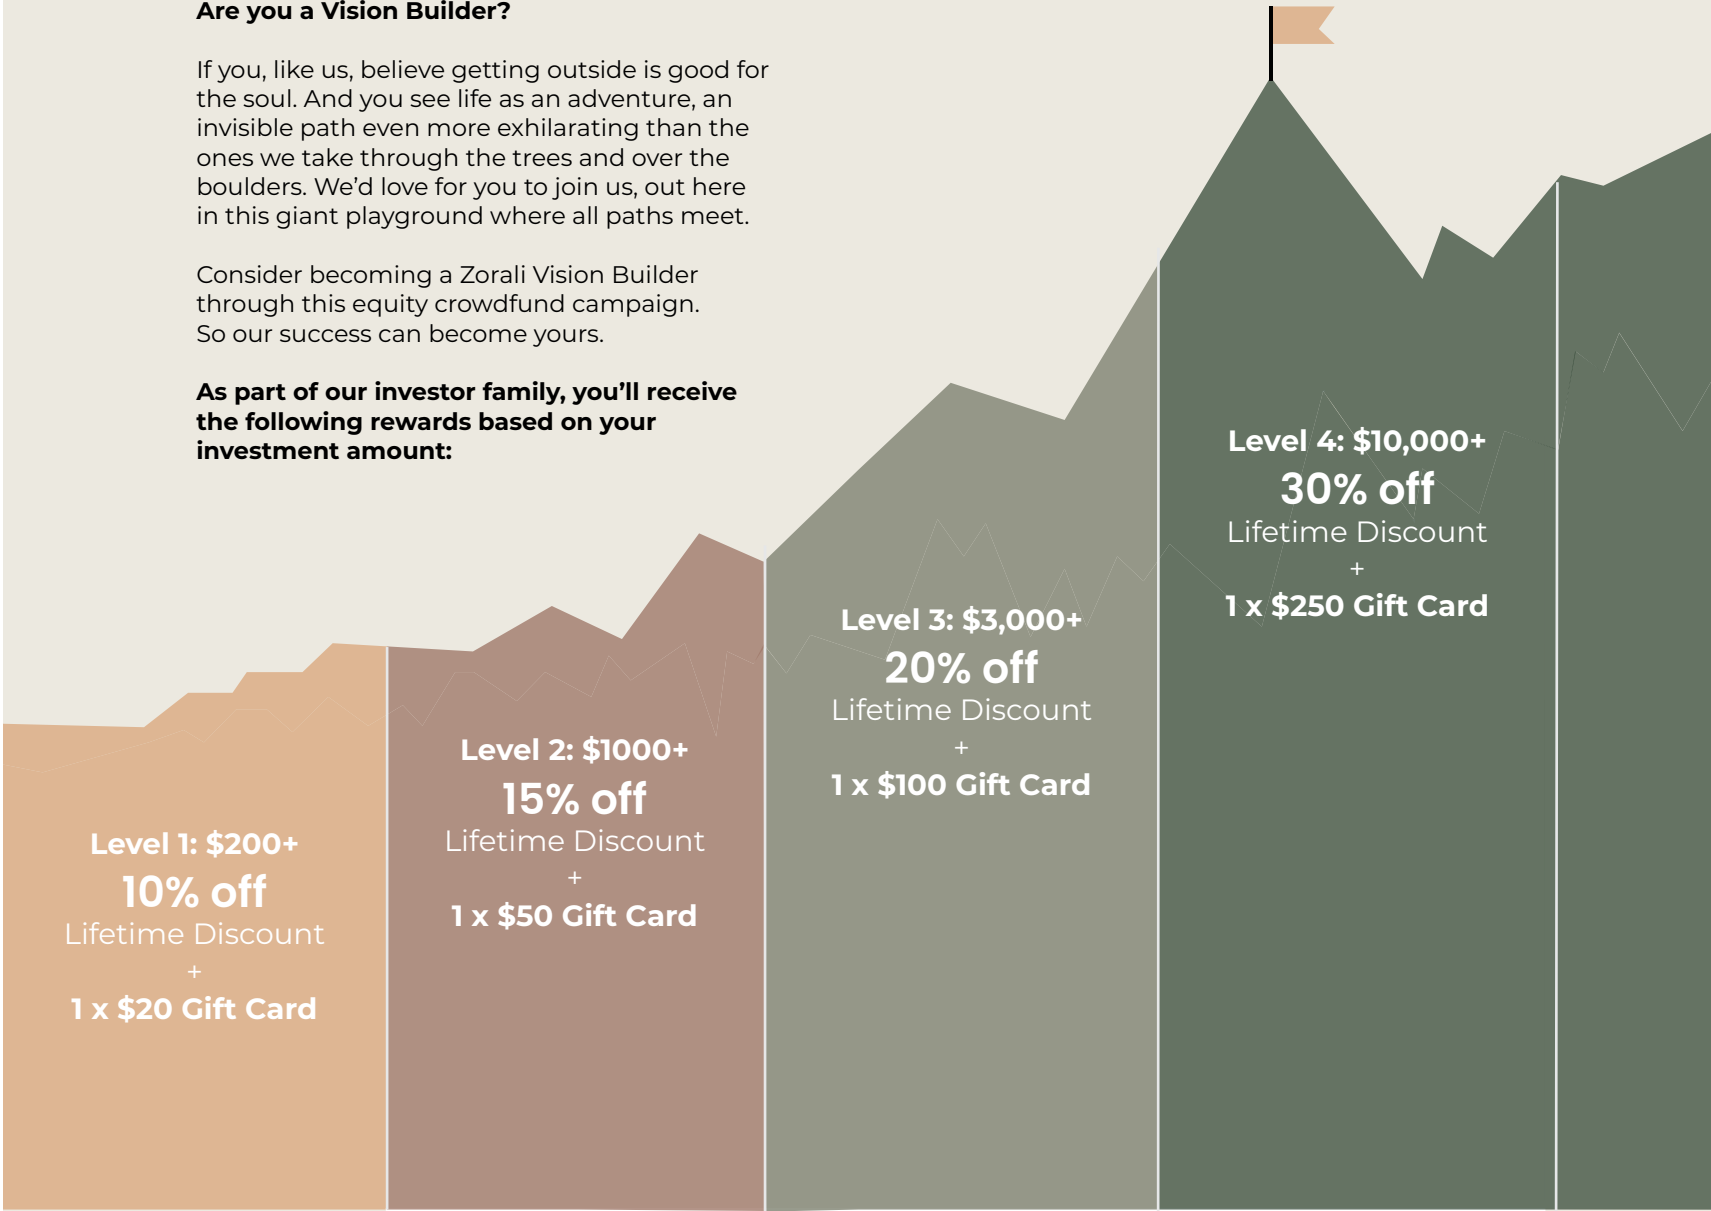 Are you a Vision Builder?
If you, like us, believe getting outside is good for
the soul. And you see life as an adventure, an
invisible path even more exhilarating than the
ones we take through the trees and over the
boulders. We’d love for you to join us, out here
in this giant playground where all paths meet.
Consider becoming a Zorali Vision Builder
through this equity crowdfund campaign.
So our success can become yours.
As part of our investor family, you’ll receive
the following rewards based on your
investment amount:
Level 1: $200+
10% off
Lifetime Discount
+
1 x $20 Gift Card
Level 2: $1000+
15% off
Lifetime Discount
+
1 x $50 Gift Card
Level 3: $3,000+
20% off
Lifetime Discount
+
1 x $100 Gift Card
Level 4: $10,000+
30% off
Lifetime Discount
+
1 x $250 Gift Card